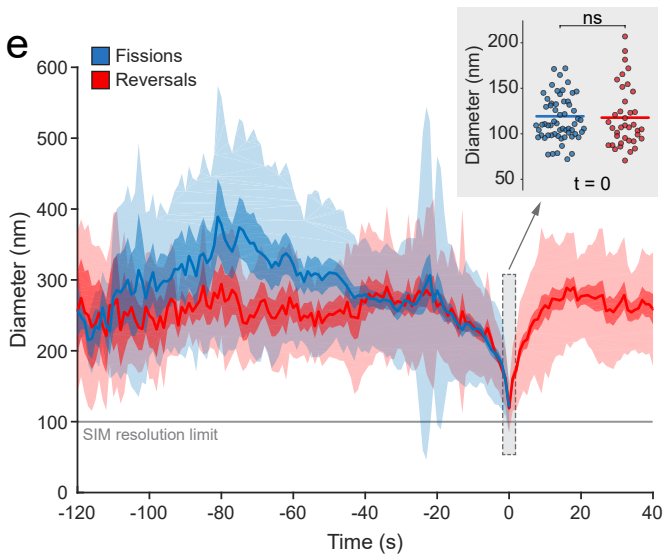 e
Fissions
Reversals
600
500
400
300
200
100
0
Diameter (nm)
SIM resolution limit
-120
-100
-80
-60
-40
-20
0
20
40
Time (s)
ns
200
150
100
50
Diameter (nm)
t = 0